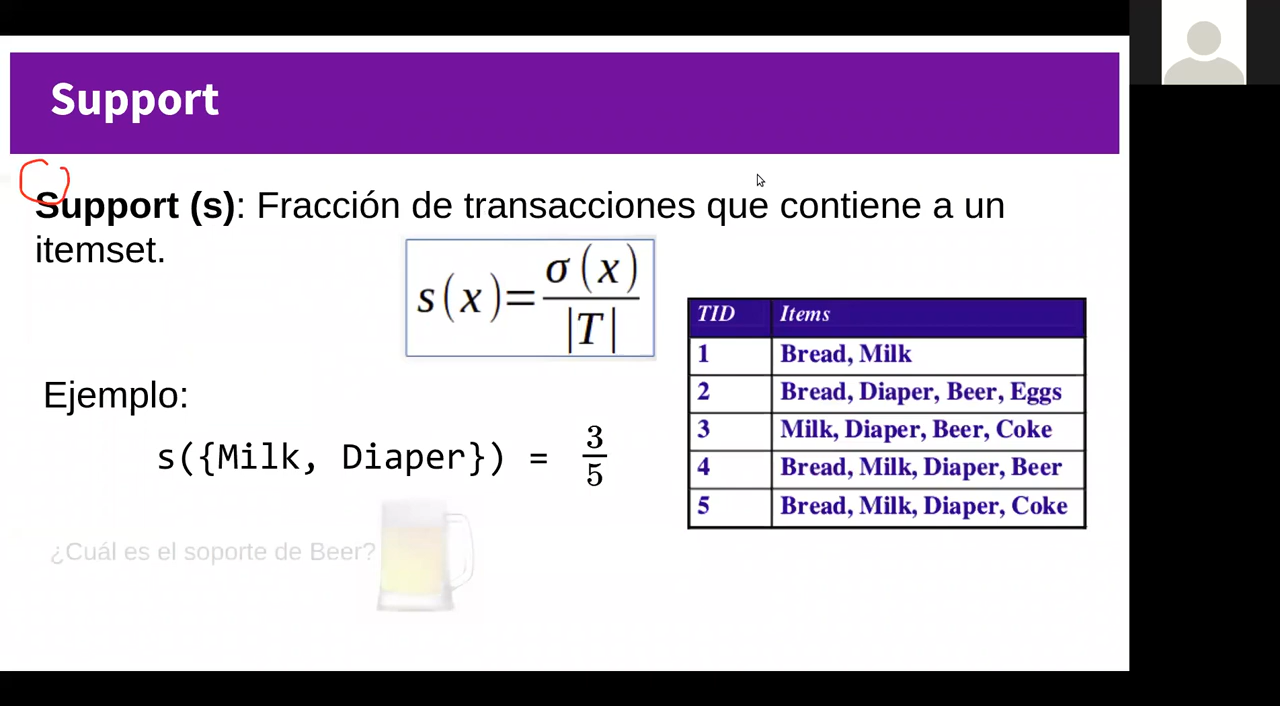 Support
Support (s): Fracción de transacciones que contiene a un
itemset.
s(x)=σ(x)/|T|
Ejemplo:
s({Milk, Diaper}) = 3/5
¿Cuál es el soporte de Beer?
TID Items
1 Bread, Milk
2 Bread, Diaper, Beer, Eggs
3 Milk, Diaper, Beer, Coke
4 Bread, Milk, Diaper, Beer
5 Bread, Milk, Diaper, Coke